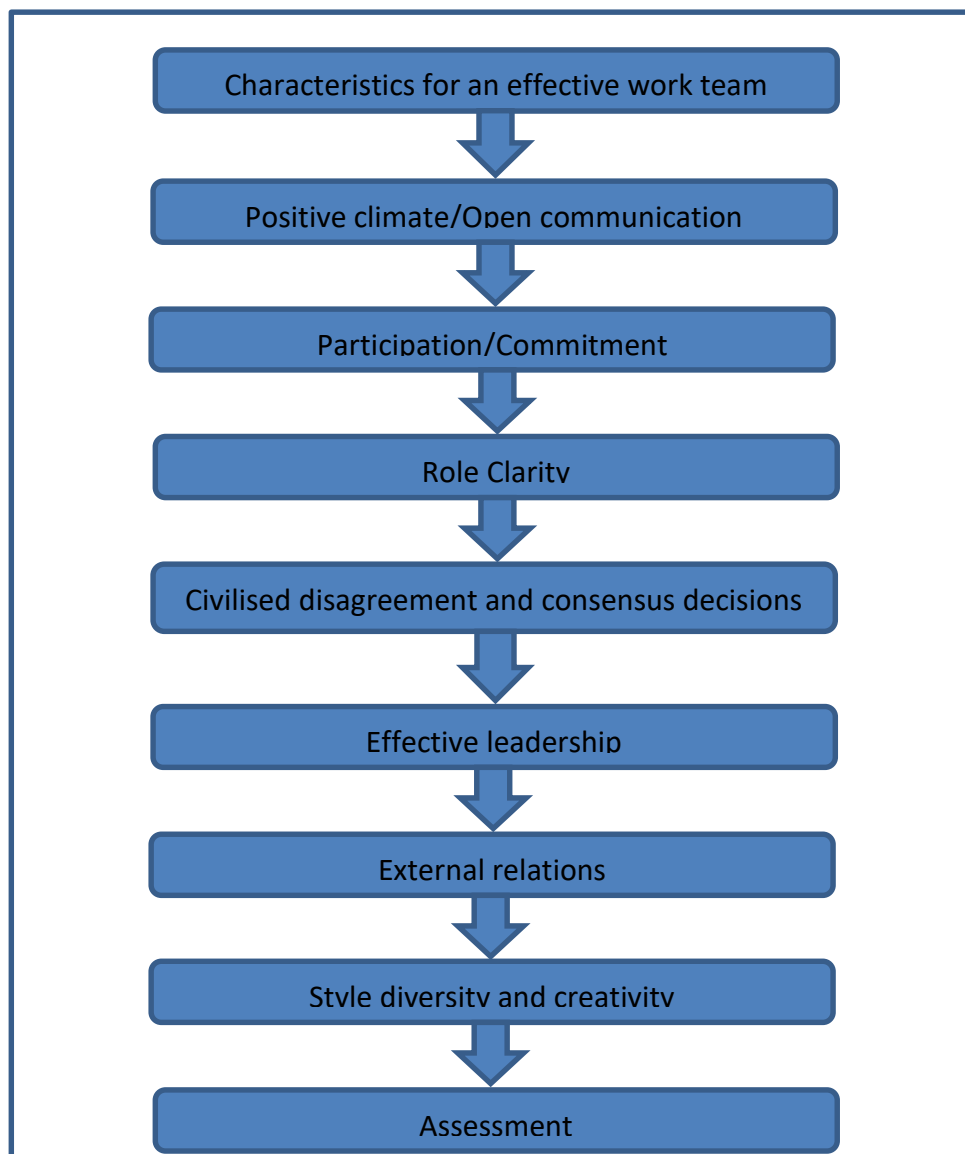 Characteristics for an effective work team
Positive climate/Open communication
Participation/Commitment
Role Clarity
Civilised disagreement and consensus decisions
Effective leadership
External relations
Style diversity and creativity
Assessment